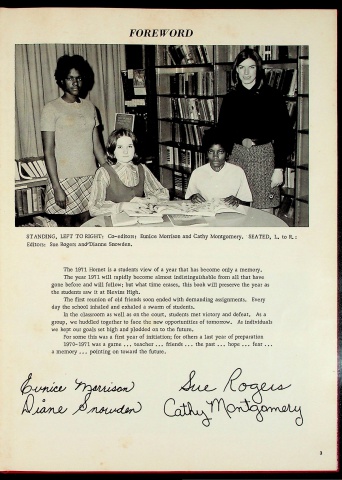 FOREWORD
STANDING, LEFT TO RIGHT: Co-editors: Eunice Morrison and Cathy Montgomery, SEATED, L. to R.:
Editors: Sue Rogers and Dianne Snowden.
The 1971 Hornet is a students view of a year that has become only a memory.
The year 1971 will rapidly become almost indistinguishable from all that have
gone before and will follow; but what time erases, this book will preserve the year as
the students saw it at Blevins High.
The first reunion of old friends soon ended with demanding assignments. Every
day the school inhaled and exhaled a swarm of students.
In the classroom as well as on the court, students met victory and defeat. As a
group, we huddled together to face the new opportunities of tomorrow. As individuals
we kept our goals set high and plodded on to the future.
For some this was a first year of initiation; for others a last year of preparation
1970-1971 was a game ... teacher ... friends ... the past ... hope ... fear ...
a memory ... pointing on toward the future.
Eunice Morrison Sue Rogers
Diane Snowden Cathy Montgomery
3